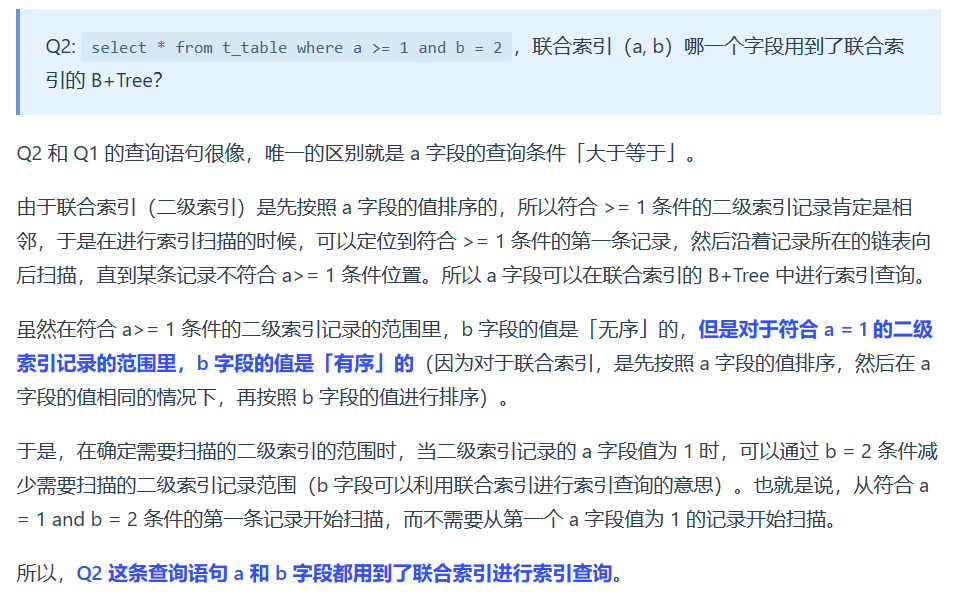 Q2: select * from t_table where a >= 1 and b = 2，联合索引（a, b）哪一个字段用到了联合索
引的 B+Tree？
Q2 和 Q1 的查询语句很像，唯一的区别就是 a 字段的查询条件「大于等于」。
由于联合索引（二级索引）是先按照 a 字段的值排序的，所以符合 >= 1 条件的二级索引记录肯定是相
邻，于是在进行索引扫描的时候，可以定位到符合 >= 1 条件的第一条记录，然后沿着记录所在的链表向
后扫描，直到某条记录不符合 a>= 1 条件位置。所以 a 字段可以在联合索引的 B+Tree 中进行索引查询。
虽然在符合 a>= 1 条件的二级索引记录的范围里，b 字段的值是「无序」的，但是对于符合 a = 1 的二级
索引记录的范围里，b 字段的值是「有序」的（因为对于联合索引，是先按照 a 字段的值排序，然后在 a
字段的值相同的情况下，再按照 b 字段的值进行排序）。
于是，在确定需要扫描的二级索引的范围时，当二级索引记录的 a 字段值为 1 时，可以通过 b = 2 条件减
少需要扫描的二级索引记录范围（b 字段可以利用联合索引进行索引查询的意思）。也就是说，从符合 a
= 1 and b = 2 条件的第一条记录开始扫描，而不需要从第一个 a 字段值为 1 的记录开始扫描。
所以，Q2 这条查询语句 a 和 b 字段都用到了联合索引进行索引查询。